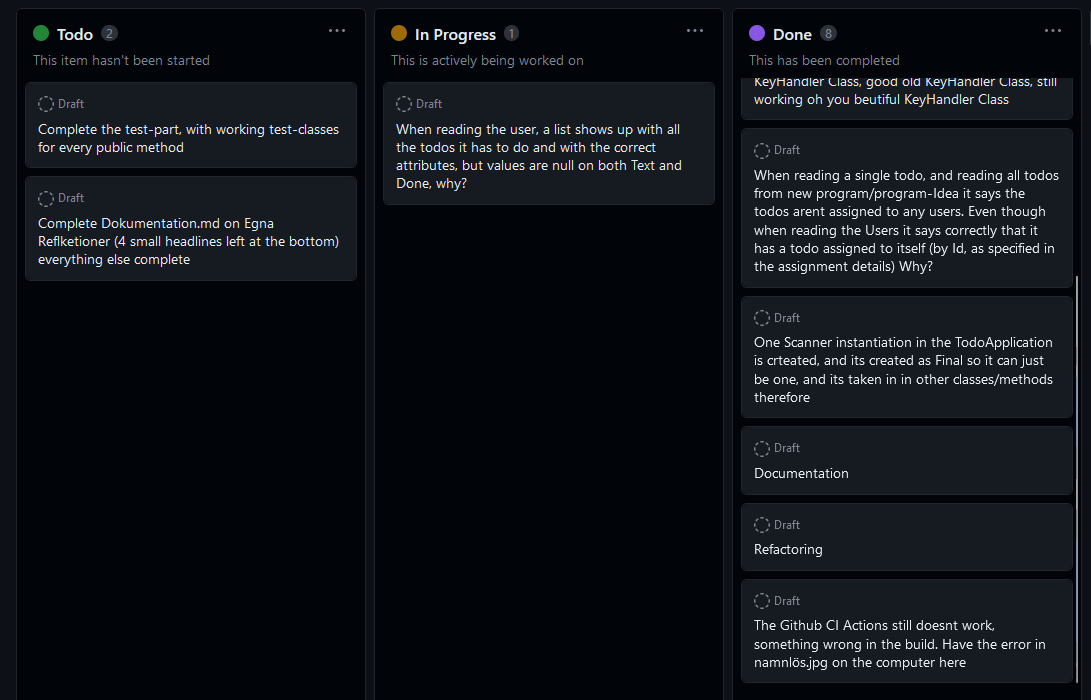 Todo 2
This item hasn't been started
Draft
Complete the test-part, with working test-classes
for every public method
Draft
Complete Dokumentation.md on Egna
Reflketioner (4 small headlines left at the bottom)
everything else complete
In Progress 1
This is actively being worked on
Draft
When reading the user, a list shows up with all
the todos it has to do and with the correct
attributes, but values are null on both Text and
Done, why?
Done 8
This has been completed
KeyHandler Class, good old KeyHandler Class, still
working oh you beutiful KeyHandler Class
Draft
When reading a single todo, and reading all todos
from new program/program-Idea it says the
todos arent assigned to any users. Even though
when reading the Users it says correctly that it
has a todo assigned to itself (by Id, as specified in
the assignment details) Why?
Draft
One Scanner instantiation in the TodoApplication
is crteated, and its created as Final so it can just
be one, and its taken in in other classes/methods
therefore
Draft
Documentation
Draft
Refactoring
Draft
The Github CI Actions still doesnt work,
something wrong in the build. Have the error in
namnlös.jpg on the computer here